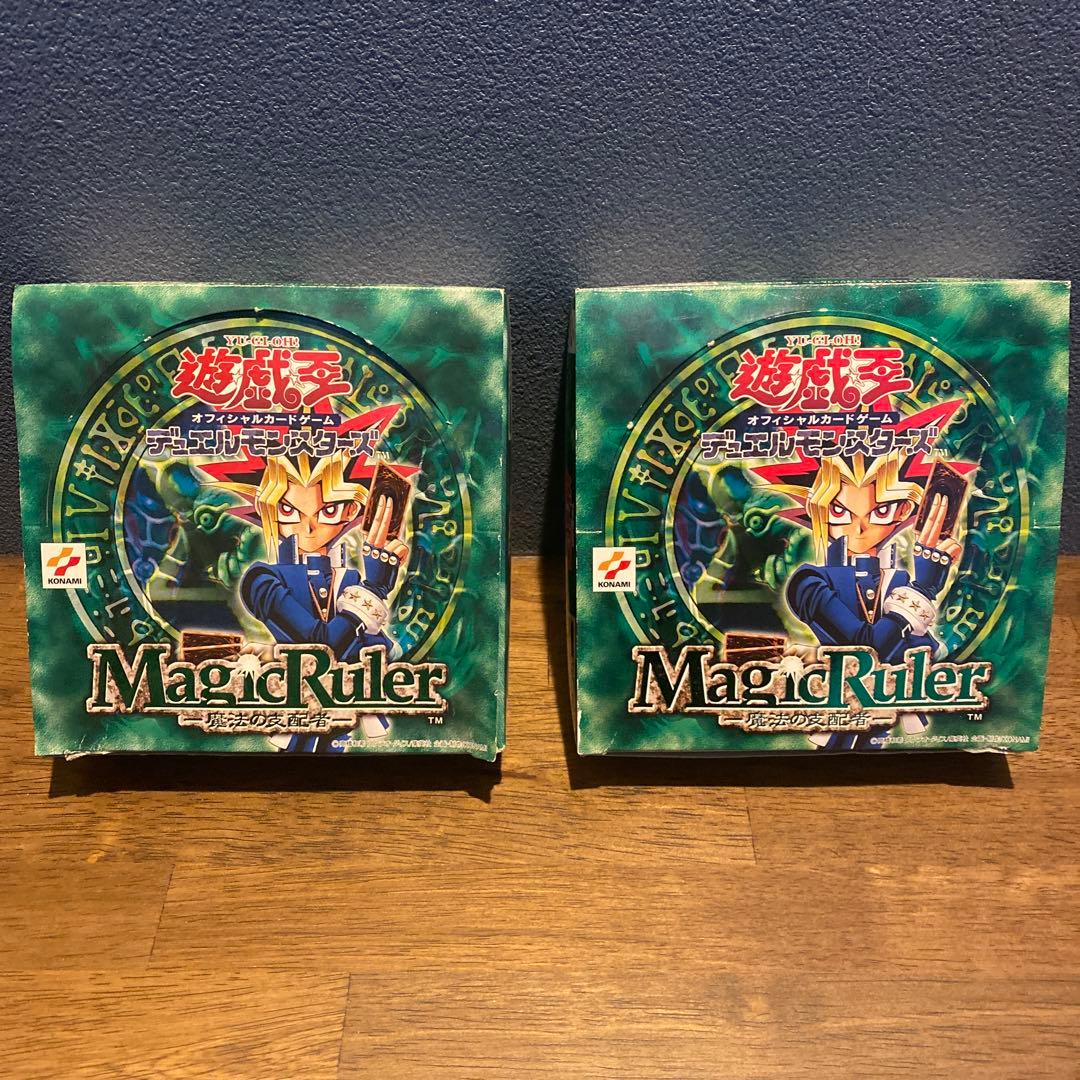 YU-GI-OH!
遊戯王
オフィシャルカードゲーム
デュエルモンスターズ
TM
KONAMI
MagicRuler
TM
—魔法の支配者—
YU-GI-OH!
遊戯王
オフィシャルカードゲーム
デュエルモンスターズ
TM
KONAMI
MagicRuler
TM
—魔法の支配者—